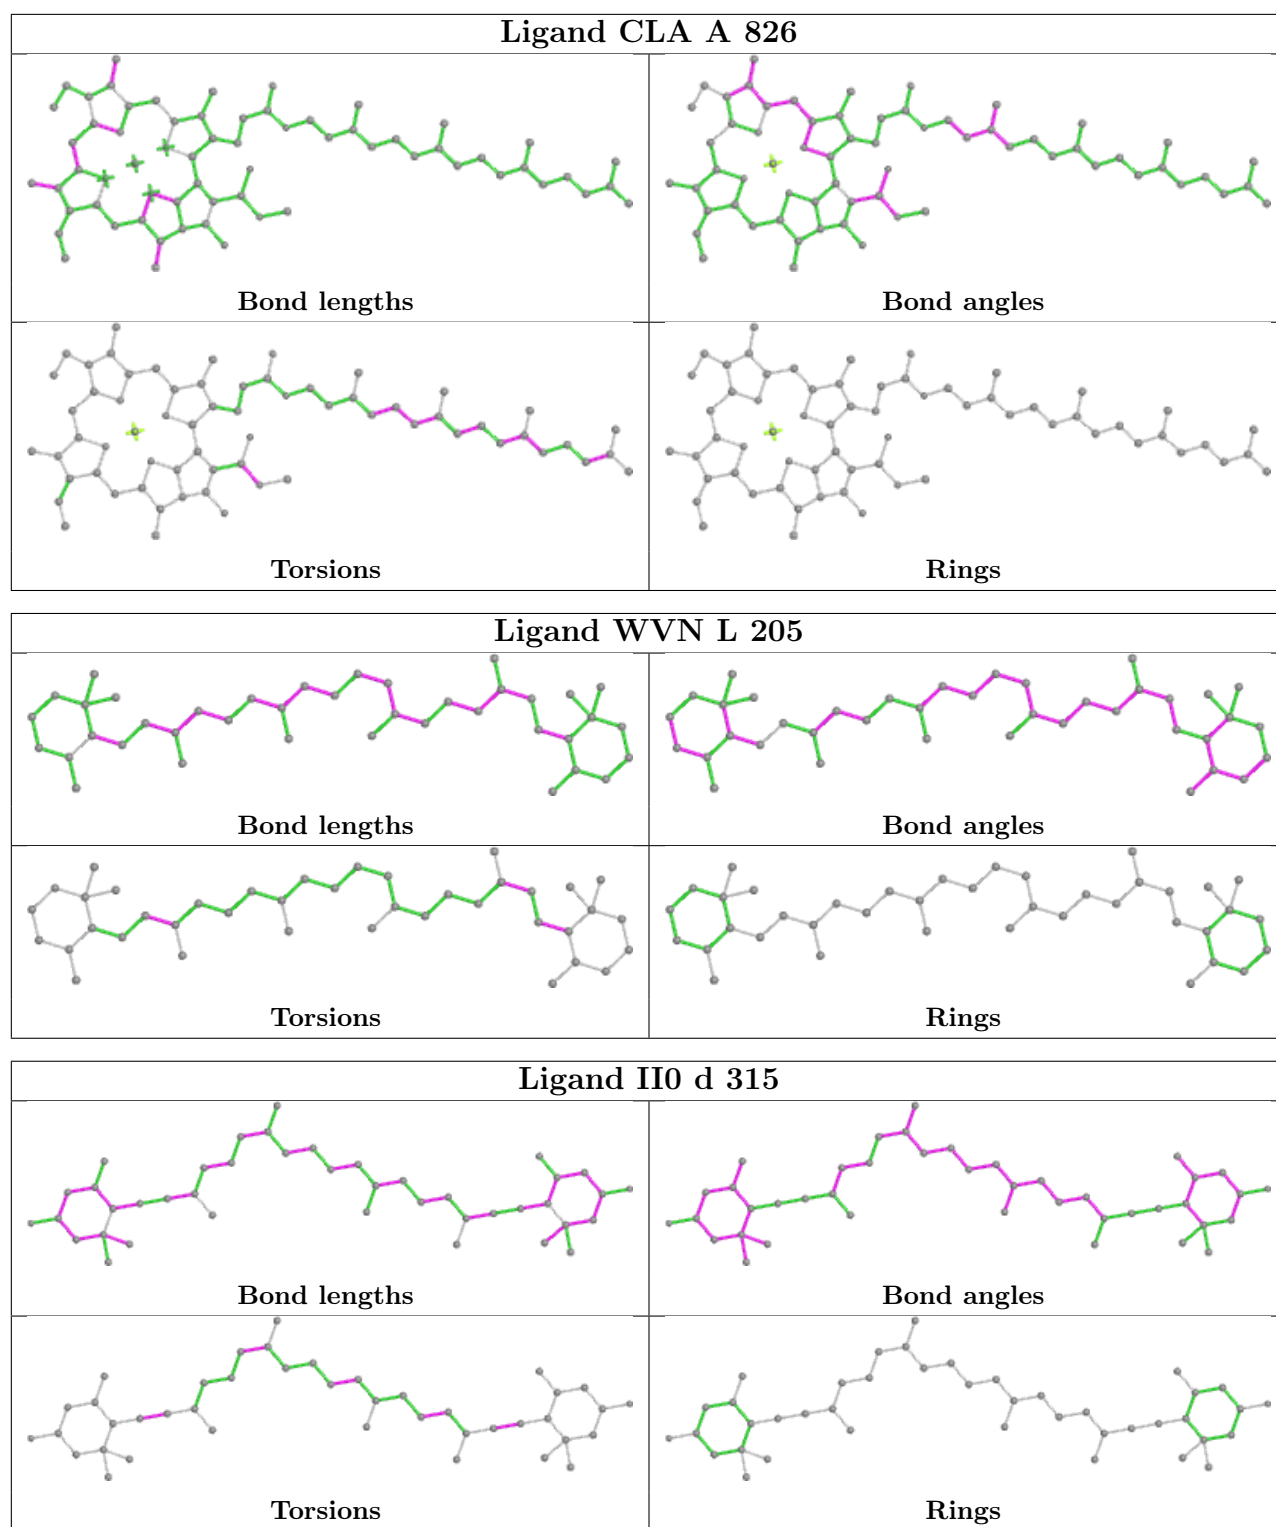 Ligand CLA A 826
Bond lengths
Bond angles
Torsions
Rings
Ligand WVN L 205
Bond lengths
Bond angles
Torsions
Rings
Ligand II0 d 315
Bond lengths
Bond angles
Torsions
Rings